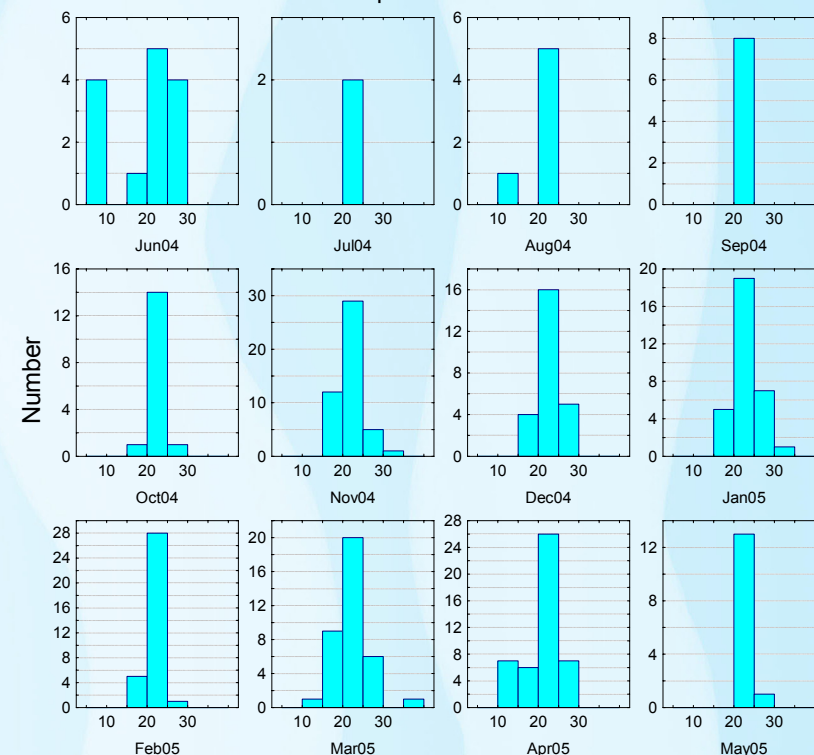 6 4 2 0
10 20 30
Jun04
2 0
10 20 30
Jul04
6 4 2 0
10 20 30
Aug04
8 6 4 2 0
10 20 30
Sep04
Number
16 12 8 4 0
10 20 30
Oct04
30 20 10 0
10 20 30
Nov04
16 12 8 4 0
10 20 30
Dec04
20 16 12 8 4 0
10 20 30
Jan05
28 24 20 16 12 8 4 0
10 20 30
Feb05
20 16 12 8 4 0
10 20 30
Mar05
28 24 20 16 12 8 4 0
10 20 30
Apr05
12 8 4 0
10 20 30
May05